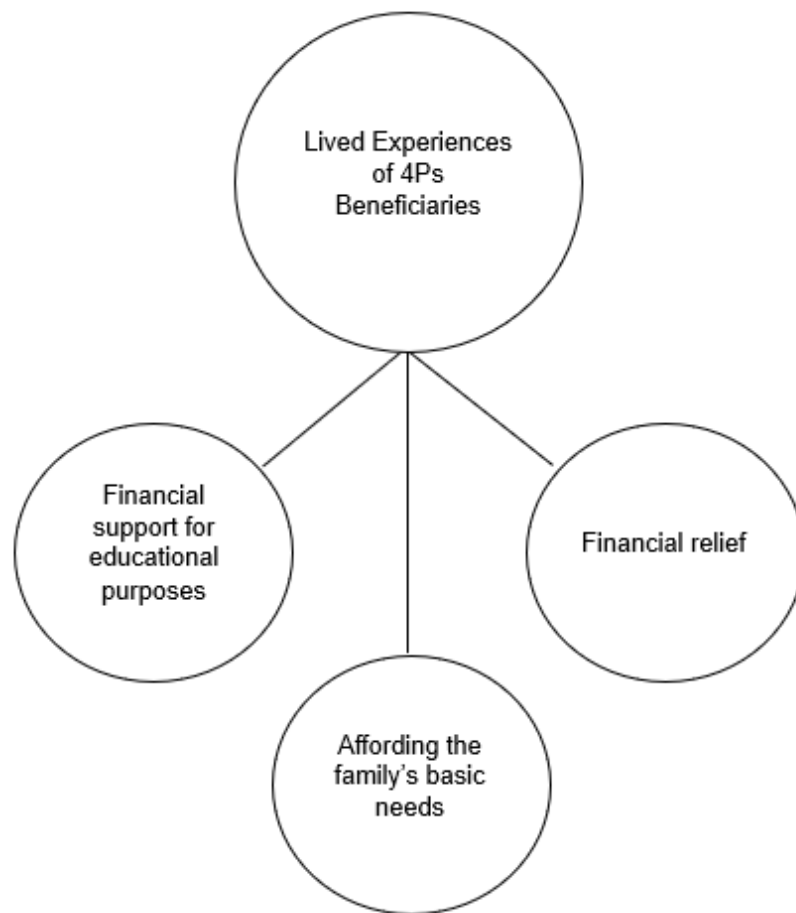 Lived Experiences
of 4Ps
Beneficiaries
Financial
support for
educational
purposes
Financial relief
Affording the
family’s basic
needs